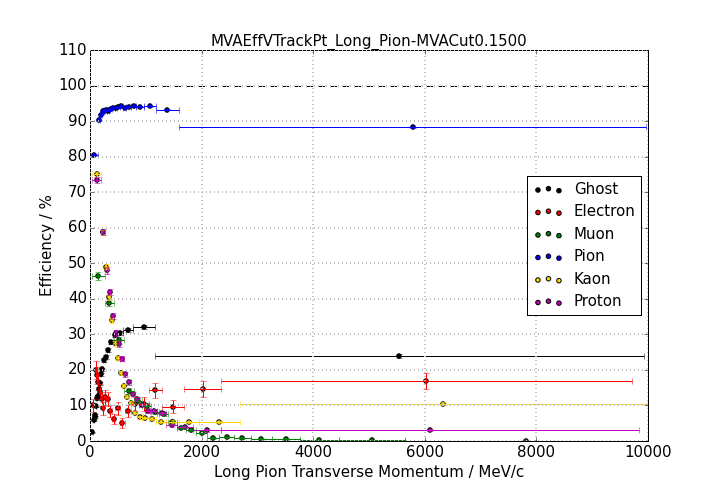 MVAEffVTrackPt_Long_Pion-MVACut0.1500
110
100
90
80
70
60
50
40
30
20
10
0
Efficiency / %
Ghost
Electron
Muon
Pion
Kaon
Proton
0 2000 4000 6000 8000 10000
Long Pion Transverse Momentum / MeV/c